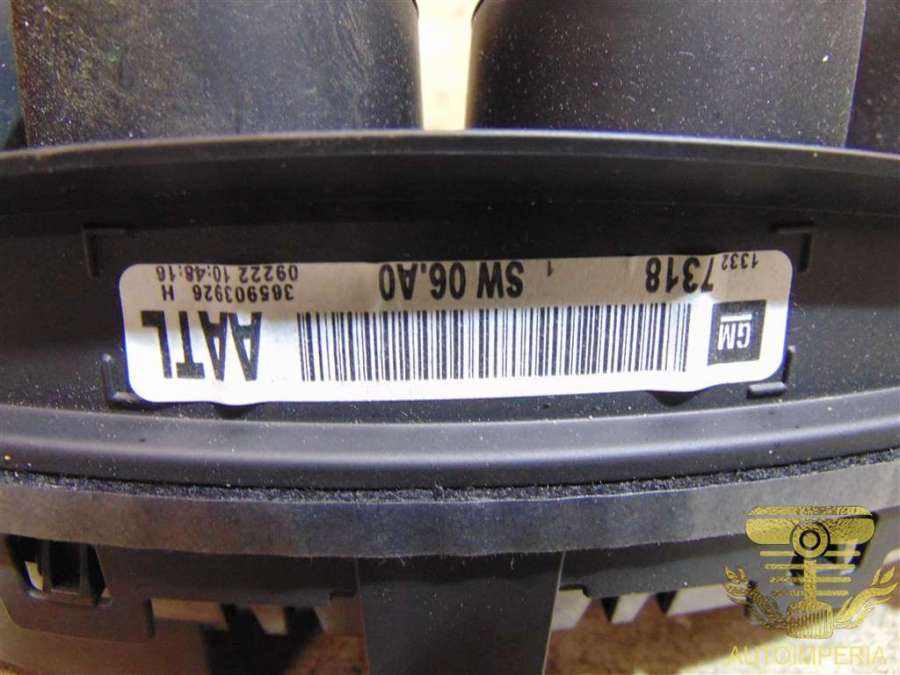 GM
1332 7318
1 SW 06.A0
365903926 H
09222 10:48:16
AATL
AUTOIMPERIA